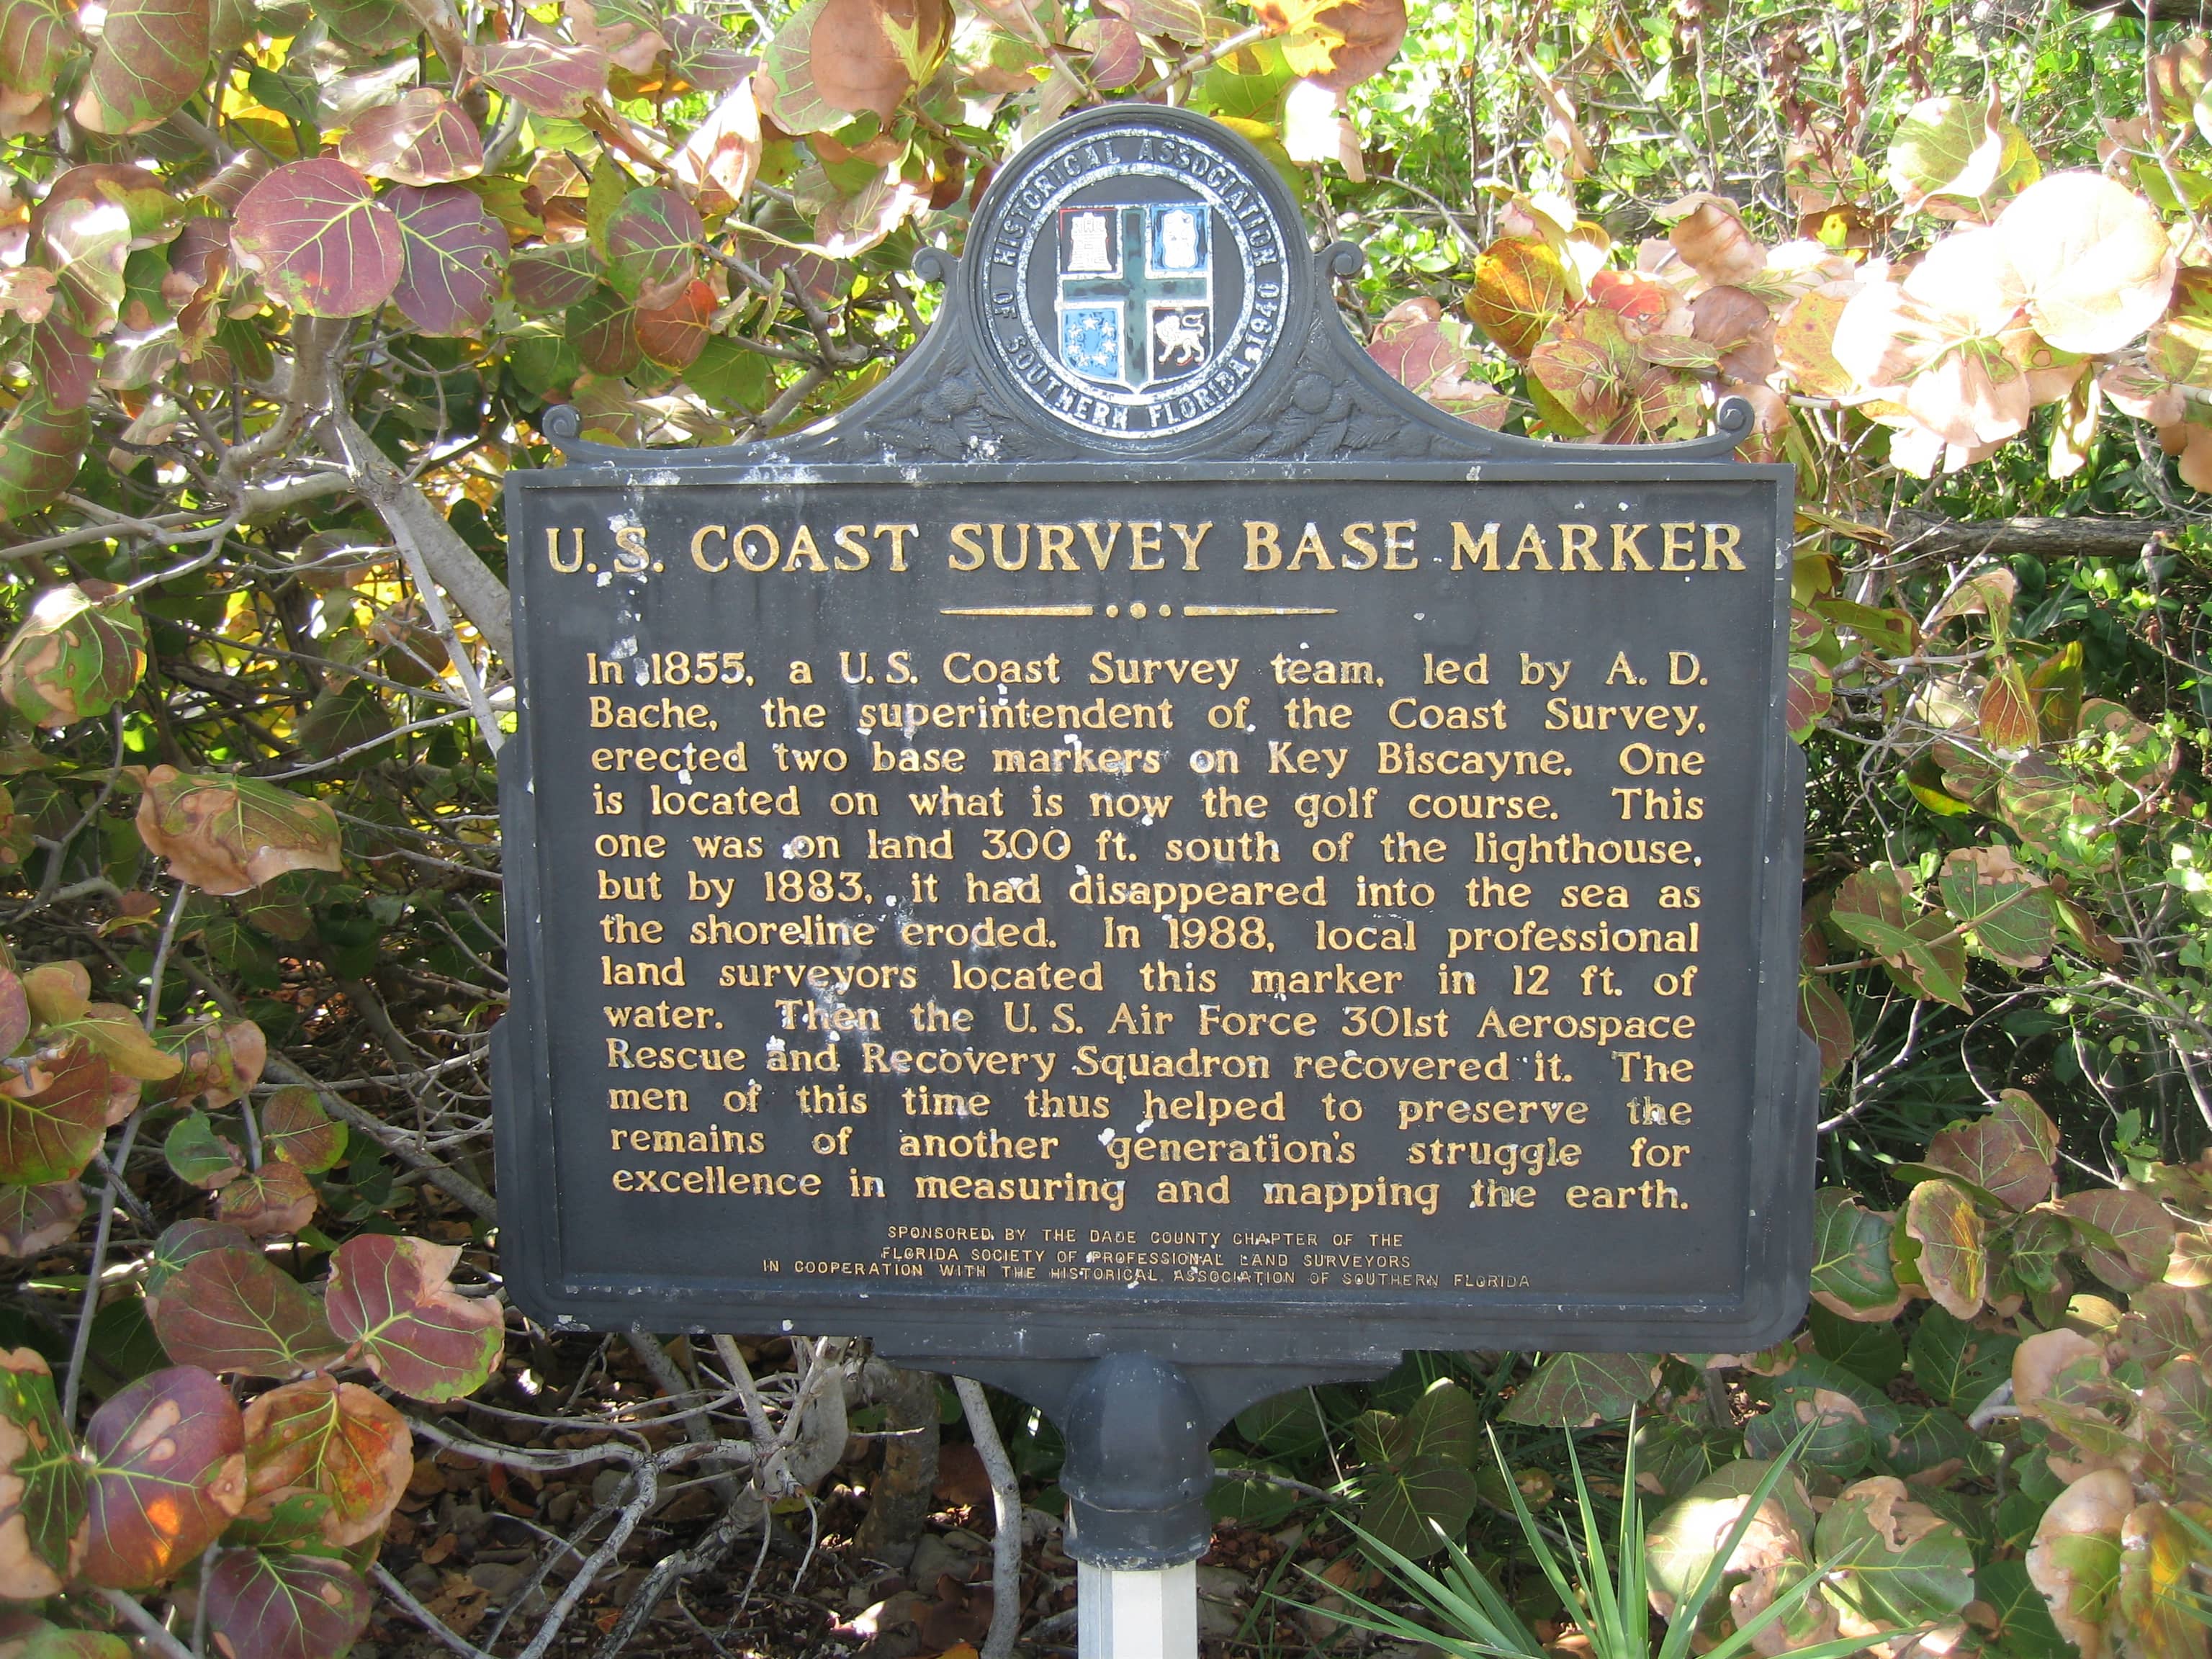 HISTORICAL ASSOCIATION
OF SOUTHERN FLORIDA 1940
U.S. COAST SURVEY BASE MARKER
In 1855, a U.S. Coast Survey team, led by A. D.
Bache, the superintendent of the Coast Survey,
erected two base markers on Key Biscayne. One
is located on what is now the golf course. This
one was on land 300 ft. south of the lighthouse,
but by 1883, it had disappeared into the sea as
the shoreline eroded. In 1988, local professional
land surveyors located this marker in 12 ft. of
water. Then the U.S. Air Force 301st Aerospace
Rescue and Recovery Squadron recovered it. The
men of this time thus helped to preserve the
remains of another generation's struggle for
excellence in measuring and mapping the earth.
SPONSORED BY THE DADE COUNTY CHAPTER OF THE
FLORIDA SOCIETY OF PROFESSIONAL LAND SURVEYORS
IN COOPERATION WITH THE HISTORICAL ASSOCIATION OF SOUTHERN FLORIDA